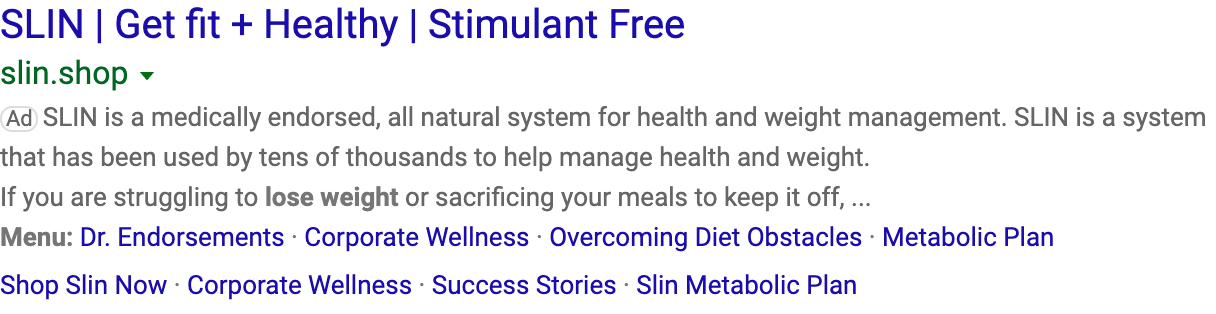 SLIN | Get fit + Healthy | Stimulant Free
slin.shop
Ad SLIN is a medically endorsed, all natural system for health and weight management. SLIN is a system
that has been used by tens of thousands to help manage health and weight.
If you are struggling to lose weight or sacrificing your meals to keep it off, ...
Menu: Dr. Endorsements · Corporate Wellness · Overcoming Diet Obstacles · Metabolic Plan
Shop Slin Now · Corporate Wellness · Success Stories · Slin Metabolic Plan